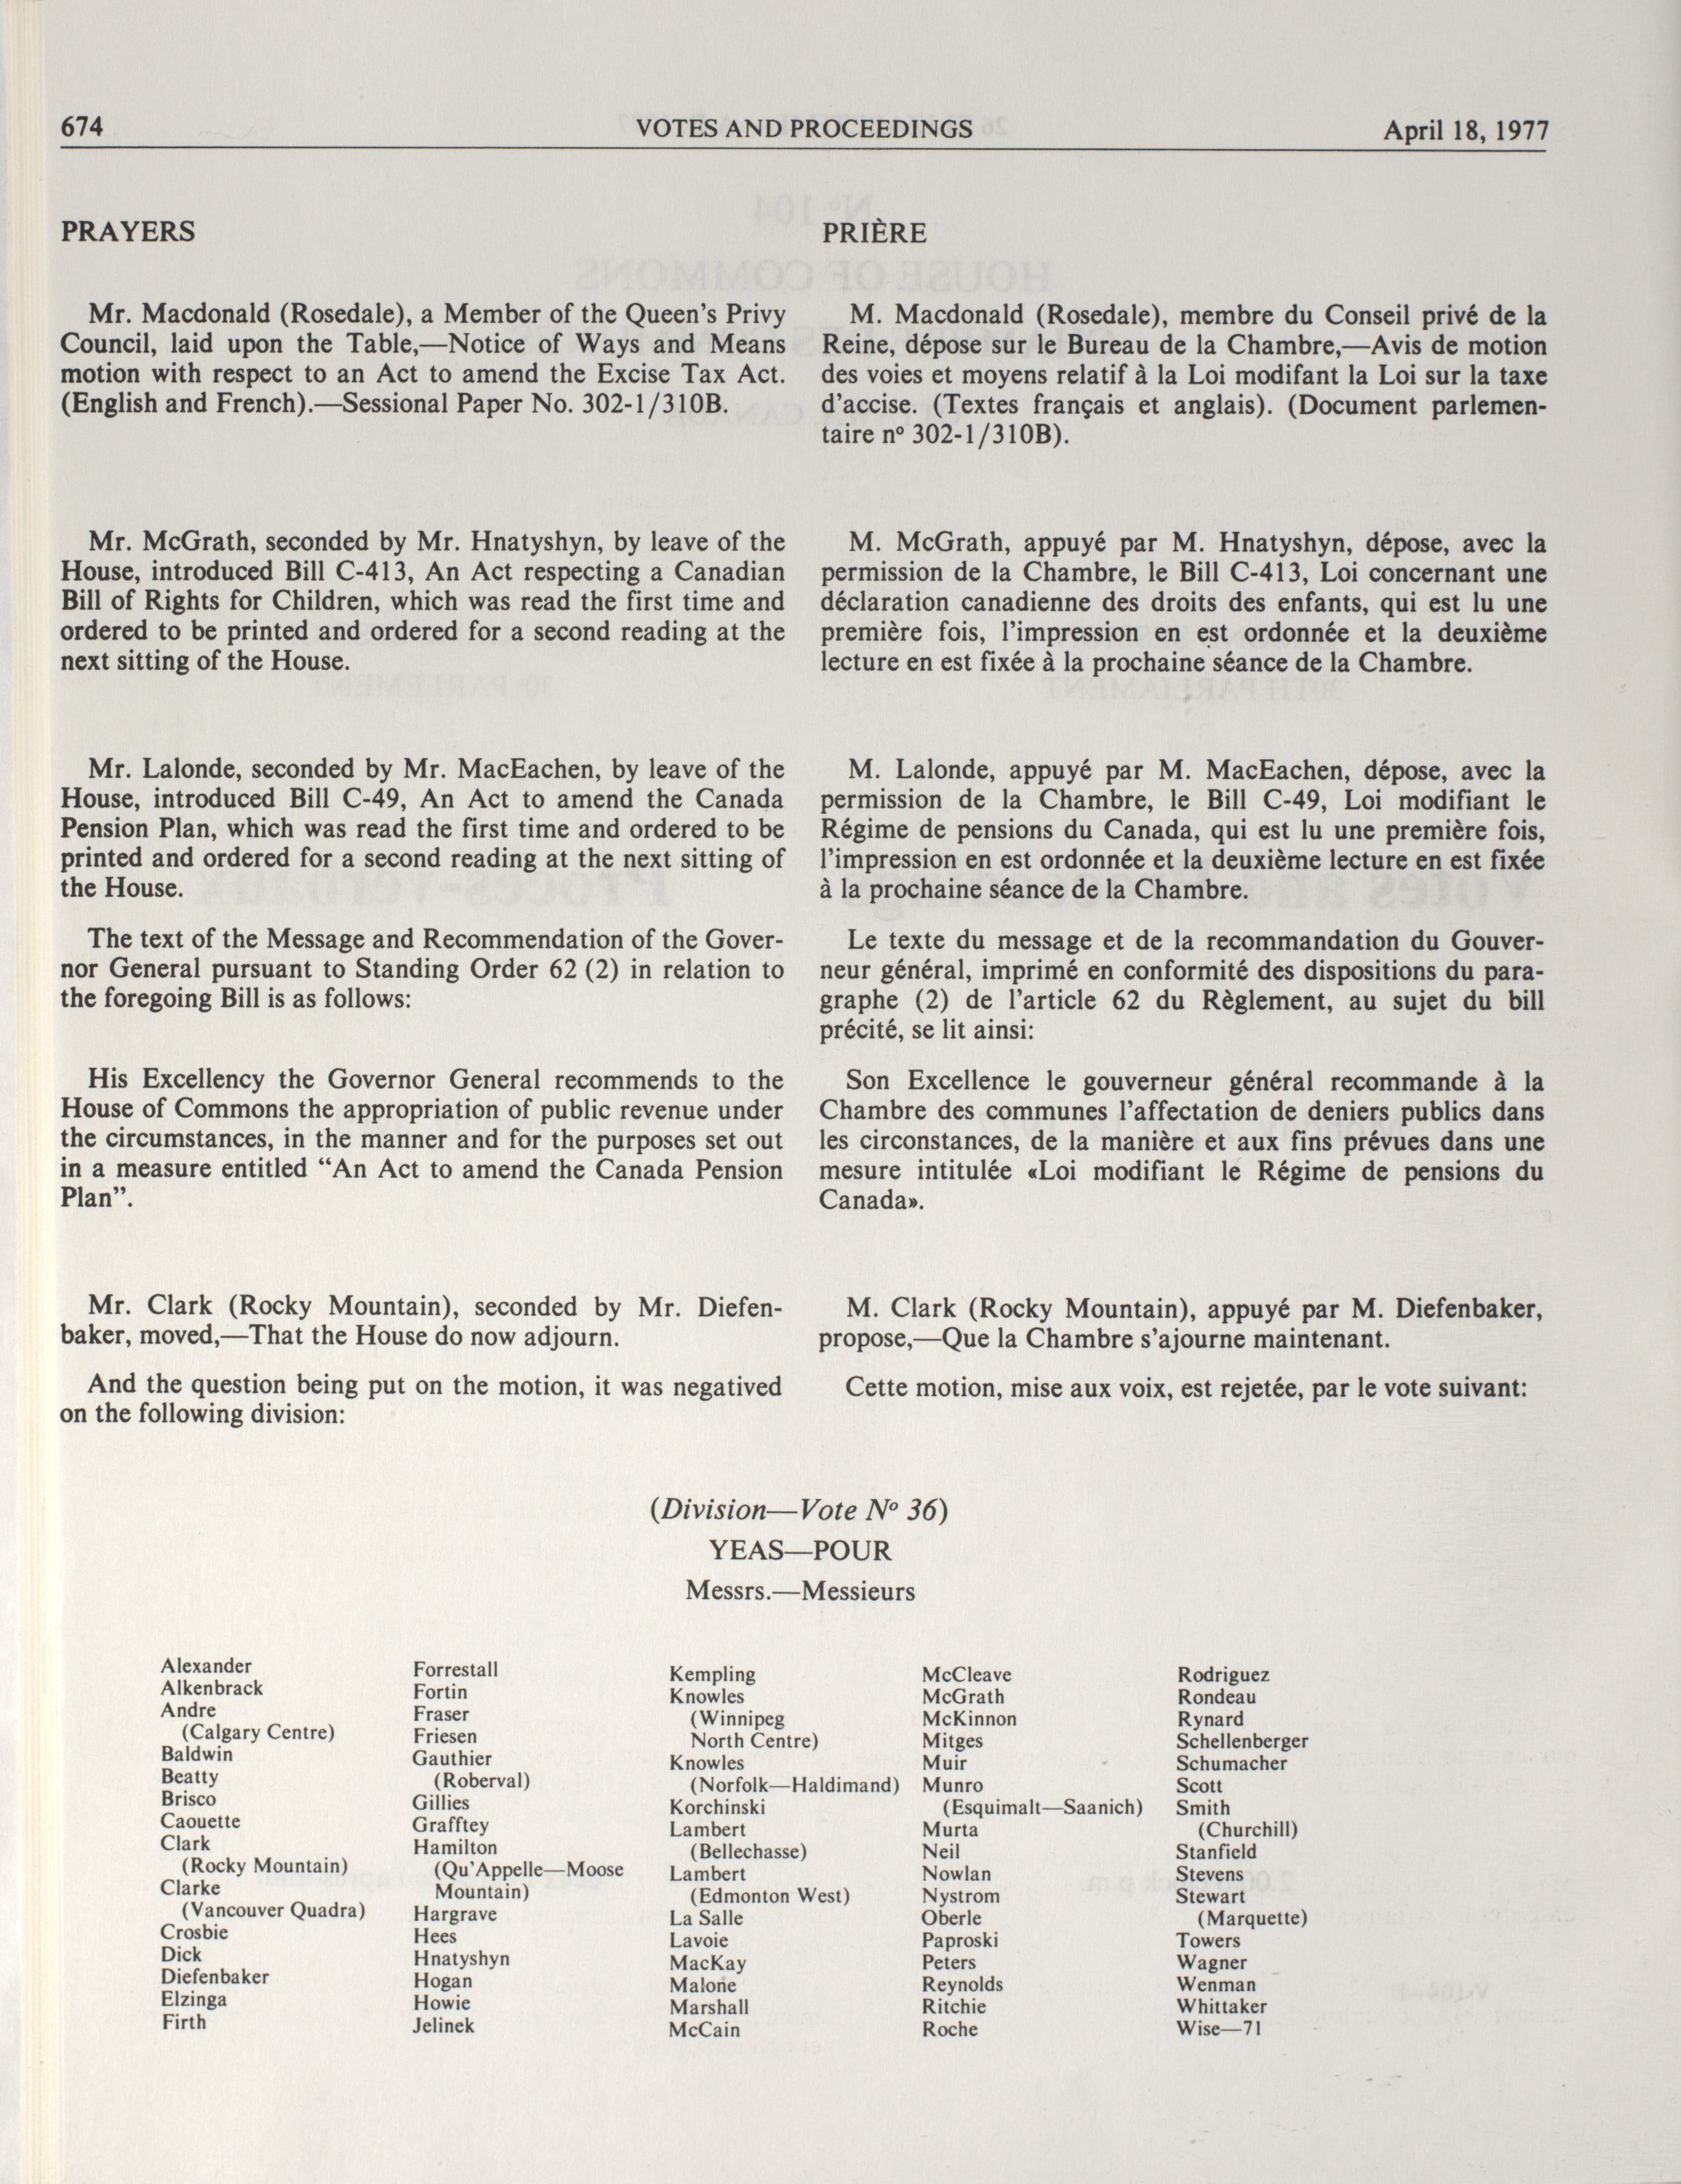 674
VOTES AND PROCEEDINGS
April 18, 1977
PRAYERS
Mr. Macdonald (Rosedale), a Member of the Queen's Privy
Council, laid upon the Table,—Notice of Ways and Means
motion with respect to an Act to amend the Excise Tax Act.
(English and French).—Sessional Paper No. 302-1/310B.
Mr. McGrath, seconded by Mr. Hnatyshyn, by leave of the
House, introduced Bill C-413, An Act respecting a Canadian
Bill of Rights for Children, which was read the first time and
ordered to be printed and ordered for a second reading at the
next sitting of the House.
Mr. Lalonde, seconded by Mr. MacEachen, by leave of the
House, introduced Bill C-49, An Act to amend the Canada
Pension Plan, which was read the first time and ordered to be
printed and ordered for a second reading at the next sitting of
the House.
The text of the Message and Recommendation of the Gover-
nor General pursuant to Standing Order 62 (2) in relation to
the foregoing Bill is as follows:
His Excellency the Governor General recommends to the
House of Commons the appropriation of public revenue under
the circumstances, in the manner and for the purposes set out
in a measure entitled “An Act to amend the Canada Pension
Plan”.
Mr. Clark (Rocky Mountain), seconded by Mr. Diefen-
baker, moved,—That the House do now adjourn.
And the question being put on the motion, it was negatived
on the following division:
PRIÈRE
M. Macdonald (Rosedale), membre du Conseil privé de la
Reine, dépose sur le Bureau de la Chambre,—Avis de motion
des voies et moyens relatif à la Loi modifant la Loi sur la taxe
d'accise. (Textes français et anglais). (Document parlemen-
taire nº 302-1/310B).
M. McGrath, appuyé par M. Hnatyshyn, dépose, avec la
permission de la Chambre, le Bill C-413, Loi concernant une
déclaration canadienne des droits des enfants, qui est lu une
première fois, l'impression en est ordonnée et la deuxième
lecture en est fixée à la prochaine séance de la Chambre.
M. Lalonde, appuyé par M. MacEachen, dépose, avec la
permission de la Chambre, le Bill C-49, Loi modifiant le
Régime de pensions du Canada, qui est lu une première fois,
l'impression en est ordonnée et la deuxième lecture en est fixée
à la prochaine séance de la Chambre.
Le texte du message et de la recommandation du Gouver-
neur général, imprimé en conformité des dispositions du para-
graphe (2) de l'article 62 du Règlement, au sujet du bill
précité, se lit ainsi:
Son Excellence le gouverneur général recommande à la
Chambre des communes l'affectation de deniers publics dans
les circonstances, de la manière et aux fins prévues dans une
mesure intitulée «Loi modifiant le Régime de pensions du
Canada».
M. Clark (Rocky Mountain), appuyé par M. Diefenbaker,
propose,—Que la Chambre s'ajourne maintenant.
Cette motion, mise aux voix, est rejetée, par le vote suivant:
(Division—Vote Nº 36)
YEAS—POUR
Messrs.—Messieurs
Alexander
Alkenbrack
Andre
(Calgary Centre)
Baldwin
Beatty
Brisco
Caouette
Clark
(Rocky Mountain)
Clarke
(Vancouver Quadra)
Crosbie
Dick
Diefenbaker
Elzinga
Firth
Forrestall
Fortin
Fraser
Friesen
Gauthier
(Roberval)
Gillies
Grafftey
Hamilton
(Qu'Appelle—Moose
Mountain)
Hargrave
Hees
Hnatyshyn
Hogan
Howie
Jelinek
Kempling
Knowles
(Winnipeg
North Centre)
Knowles
(Norfolk—Haldimand)
Korchinski
Lambert
(Bellechasse)
Lambert
(Edmonton West)
La Salle
Lavoie
MacKay
Malone
Marshall
McCain
McCleave
McGrath
McKinnon
Mitges
Muir
Munro
(Esquimalt—Saanich)
Murta
Neil
Nowlan
Nystrom
Oberle
Paproski
Peters
Reynolds
Ritchie
Roche
Rodriguez
Rondeau
Rynard
Schellenberger
Schumacher
Scott
Smith
(Churchill)
Stanfield
Stevens
Stewart
(Marquette)
Towers
Wagner
Wenman
Whittaker
Wise—71